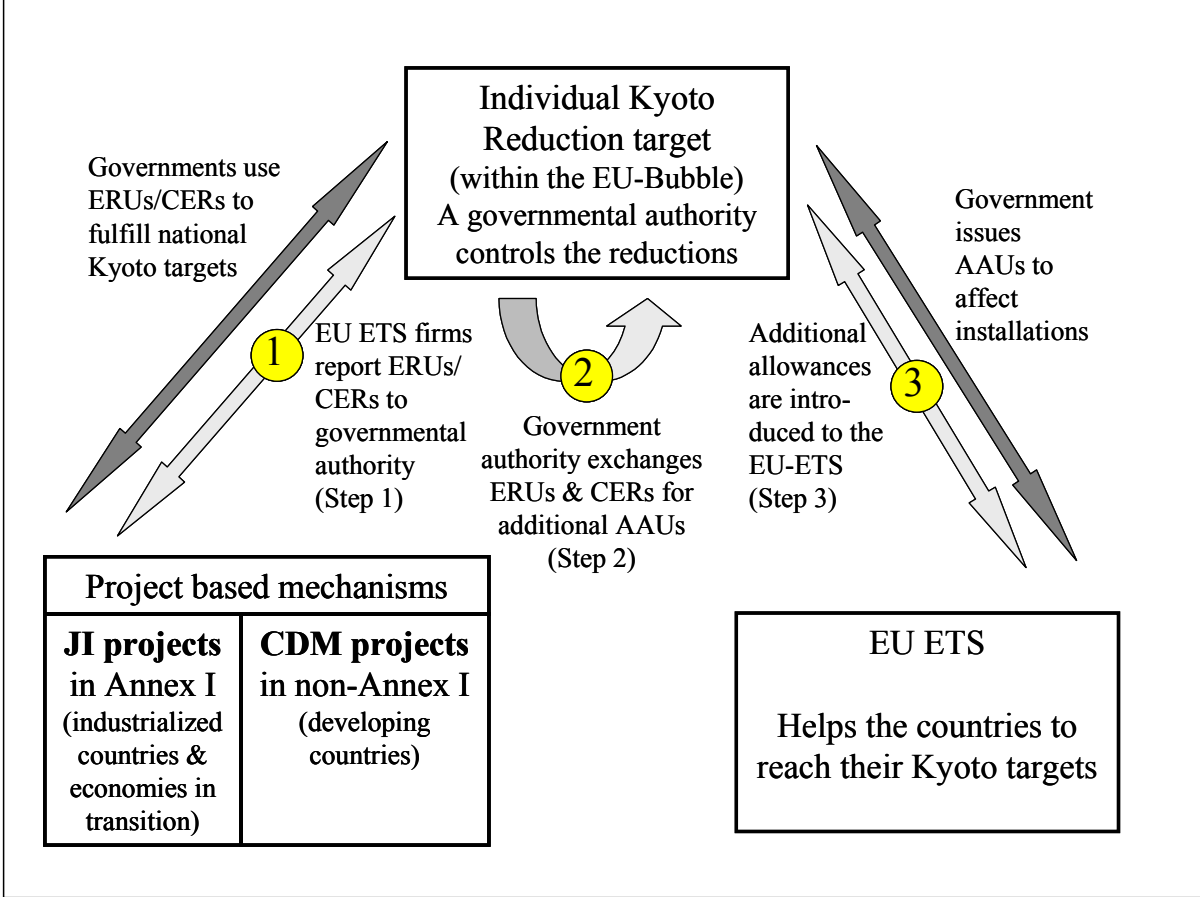 Individual Kyoto
Reduction target
(within the EU-Bubble)
A governmental authority
controls the reductions
Governments use
ERUs/CERs to
fulfill national
Kyoto targets
1
EU ETS firms
report ERUs/
CERs to
governmental
authority
(Step 1)
2
Government
authority exchanges
ERUs & CERs for
additional AAUs
(Step 2)
Additional
allowances
are intro-
duced to the
EU-ETS
(Step 3)
3
Government
issues
AAUs to
affect
installations
Project based mechanisms
JI projects
in Annex I
(industrialized
countries &
economies in
transition)
CDM projects
in non-Annex I
(developing
countries)
EU ETS
Helps the countries to
reach their Kyoto targets